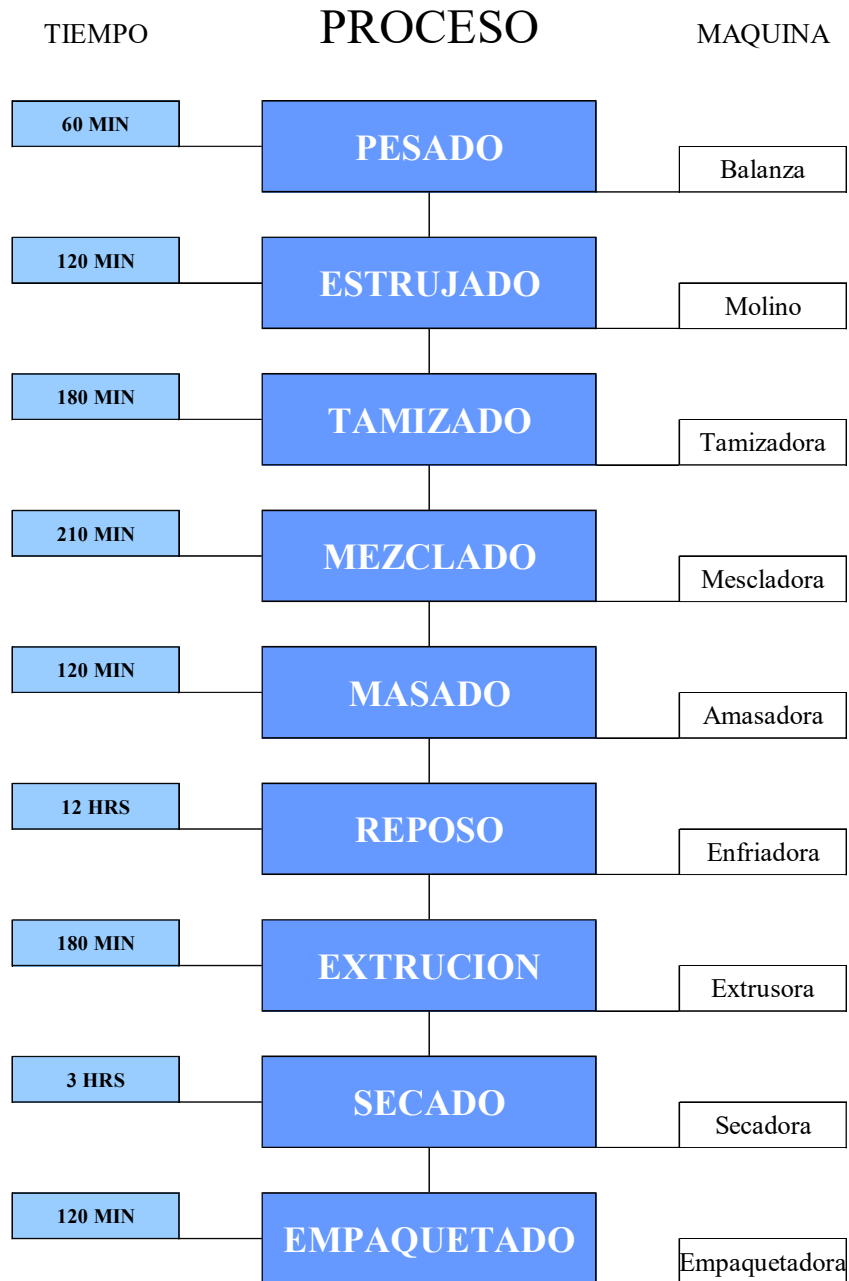 TIEMPO PROCESO MAQUINA
60 MIN
PESADO
Balanza
120 MIN
ESTRUJADO
Molino
180 MIN
TAMIZADO
Tamizadora
210 MIN
MEZCLADO
Mescladora
120 MIN
MASADO
Amasadora
12 HRS
REPOSO
Enfriadora
180 MIN
EXTRUCION
Extrusora
3 HRS
SECADO
Secadora
120 MIN
EMPAQUETADO
Empaquetadora